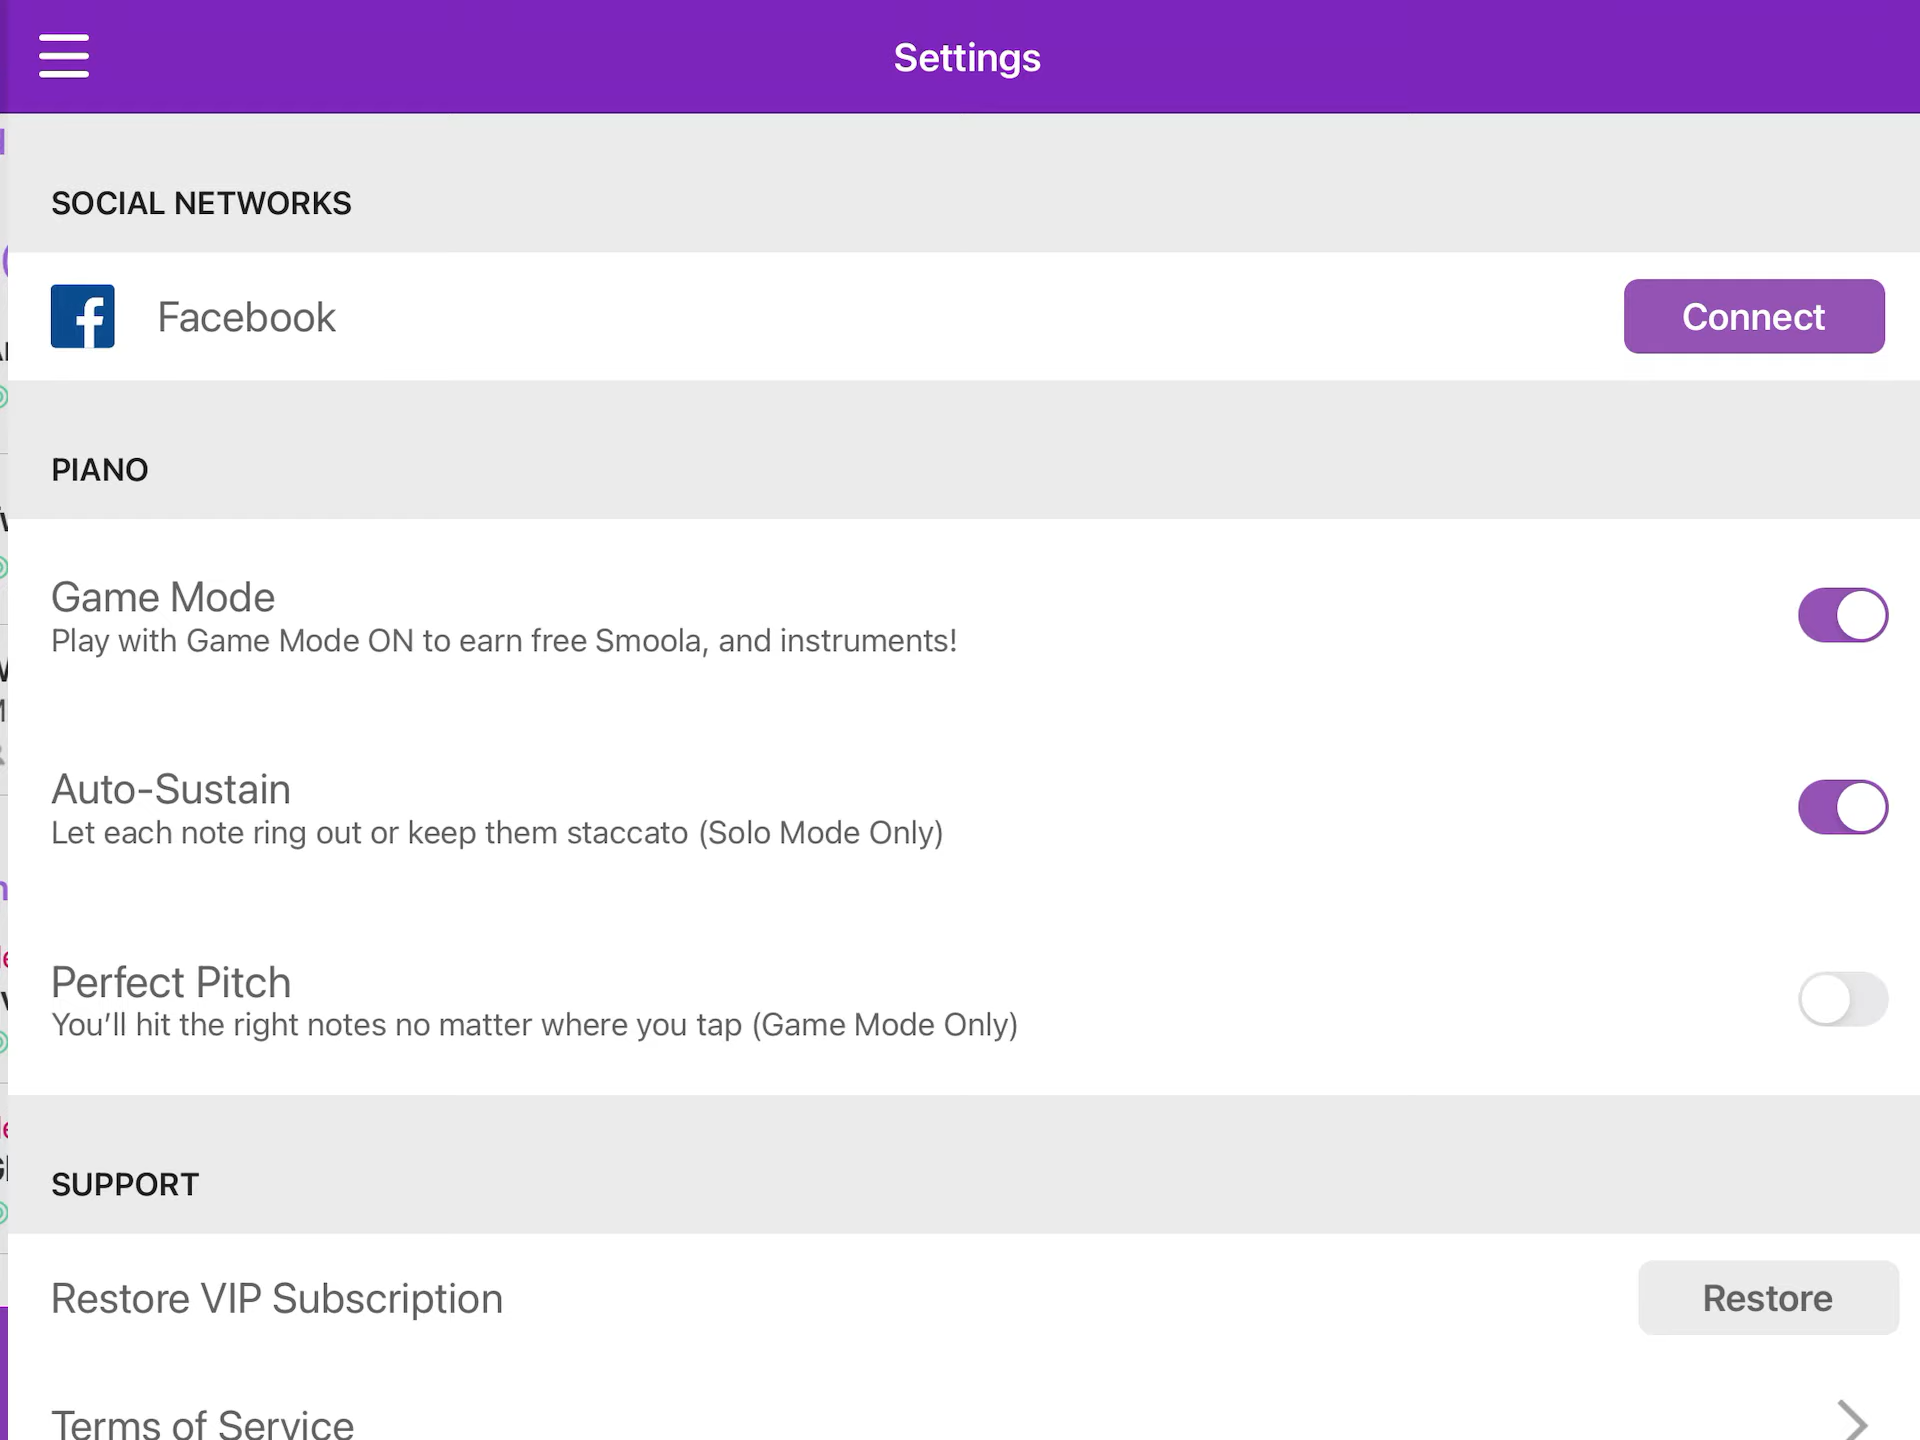 Settings
SOCIAL NETWORKS
Facebook
Connect
PIANO
Game Mode
Play with Game Mode ON to earn free Smoola, and instruments!
Auto-Sustain
Let each note ring out or keep them staccato (Solo Mode Only)
Perfect Pitch
You’ll hit the right notes no matter where you tap (Game Mode Only)
SUPPORT
Restore VIP Subscription
Restore
Terms of Service